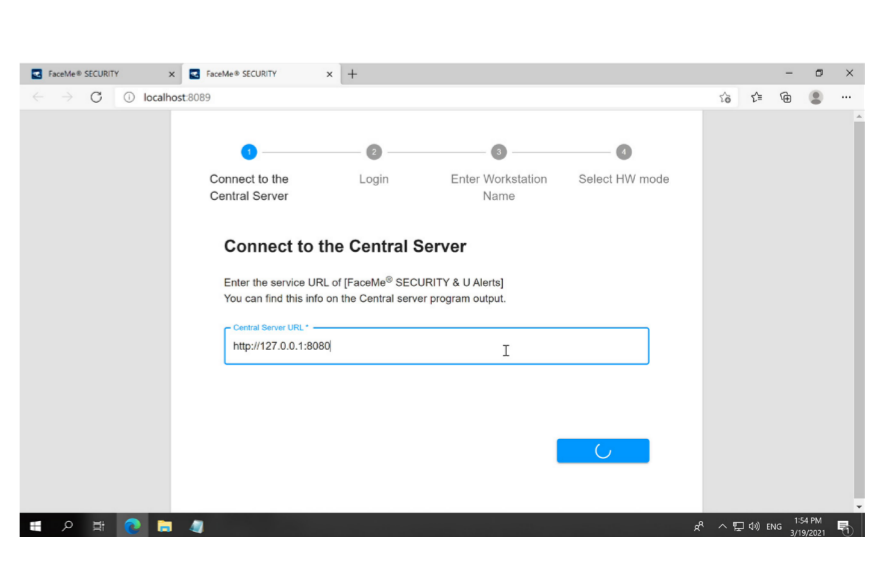 FaceMe® SECURITY
FaceMe® SECURITY
localhost:8089
1
2
3
4
Connect to the
Central Server
Login
Enter Workstation
Name
Select HW mode
Connect to the Central Server
Enter the service URL of [FaceMe® SECURITY & U Alerts]
You can find this info on the Central server program output.
Central Server URL *
http://127.0.0.1:8080
ENG
1:54 PM
3/19/2021
1